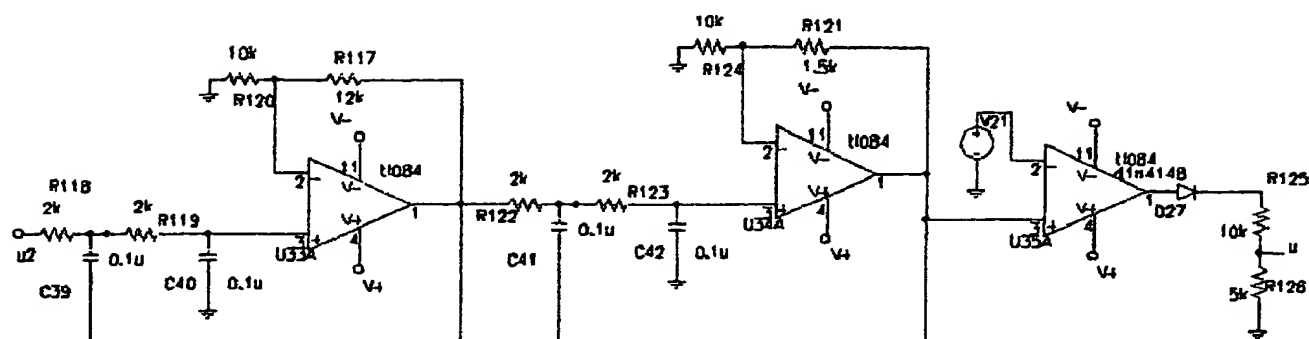 10k
R117
R120
12k
V-
11
tl084
2
V-
V+
1
3
4
U33A
V+
R118
2k
2k
R119
u2
0.1u
0.1u
C39
C40
10k
R121
R124
1.5k
V-
11
tl084
2
V-
V+
1
3
4
U34A
V+
2k
2k
R123
R122
0.1u
0.1u
C41
C42
V21
V-
11
tl084
2
V-
V+
1
3
4
U35A
V+
d1n4148
D27
R125
10k
u
R126
5k